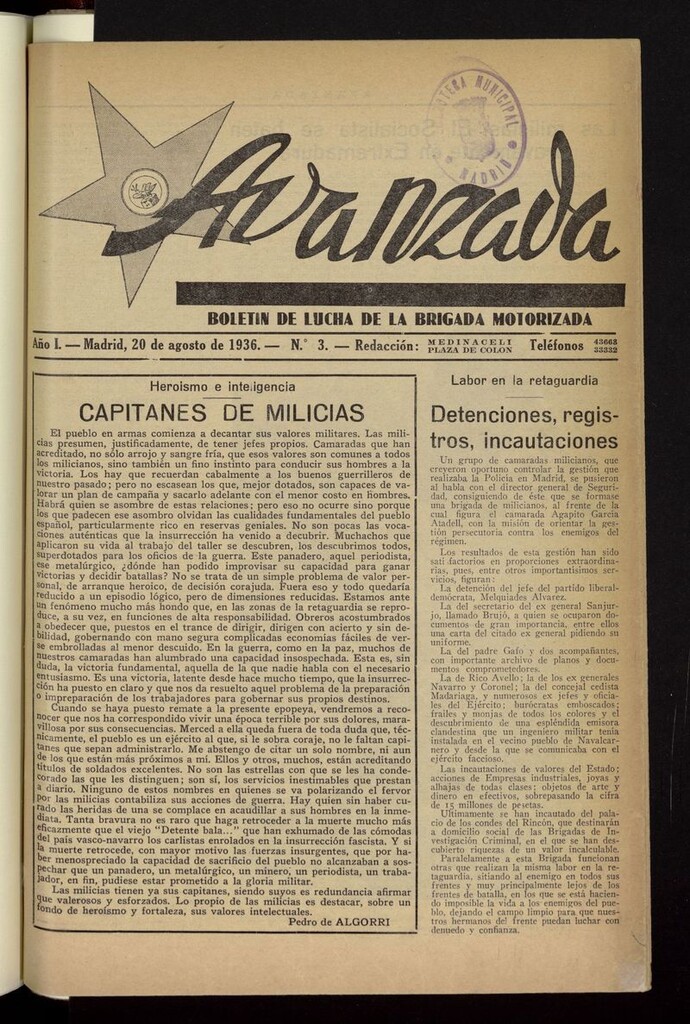 HEMEROTECA MUNICIPAL
MADRID
Avanzada
BOLETIN DE LUCHA DE LA BRIGADA MOTORIZADA
Año I. — Madrid, 20 de agosto de 1936. — N.° 3. — Redacción: MEDINACELI PLAZA DE COLON Teléfonos 43668 33332
Heroismo e inteligencia
CAPITANES DE MILICIAS
El pueblo en armas comienza a decantar sus valores militares. Las mili-
cias presumen, justificadamente, de tener jefes propios. Camaradas que han
acreditado, no sólo arrojo y sangre fría, que esos valores son comunes a todos
los milicianos, sino también un fino instinto para conducir sus hombres a la
victoria. Los hay que recuerdan cabalmente a los buenos guerrilleros de
nuestro pasado; pero no escasean los que, mejor dotados, son capaces de va-
lorar un plan de campaña y sacarlo adelante con el menor costo en hombres.
Habrá quien se asombre de estas relaciones; pero eso no ocurre sino porque
los que padecen ese asombro olvidan las cualidades fundamentales del pueblo
español, particularmente rico en reservas geniales. No son pocas las voca-
ciones auténticas que la insurrección ha venido a decubrir. Muchachos que
aplicaron su vida al trabajo del taller se descubren, los descubrimos todos,
superdotados para los oficios de la guerra. Este panadero, aquel periodista,
ese metalúrgico, ¿dónde han podido improvisar su capacidad para ganar
victorias y decidir batallas? No se trata de un simple problema de valor per-
sonal, de arranque heroico, de decisión corajuda. Fuera eso y todo quedaría
reducido a un episodio lógico, pero de dimensiones reducidas. Estamos ante
un fenómeno mucho más hondo que, en las zonas de la retaguardia se repro-
duce, a su vez, en funciones de alta responsabilidad. Obreros acostumbrados
a obedecer que, puestos en el trance de dirigir, dirigen con acierto y sin de-
bilidad, gobernando con mano segura complicadas economías fáciles de ver-
se embrolladas al menor descuido. En la guerra, como en la paz, muchos de
nuestros camaradas han alumbrado una capacidad insospechada. Esta es, sin
duda, la victoria fundamental, aquella de la que nadie habla con el necesario
entusiasmo. Es una victoria, latente desde hace mucho tiempo, que la insurrec-
ción ha puesto en claro y que nos da resuelto aquel problema de la preparación
o impreparación de los trabajadores para gobernar sus propios destinos.
Cuando se haya puesto remate a la presente epopeya, vendremos a reco-
nocer que nos ha correspondido vivir una época terrible por sus dolores, mara-
villosa por sus consecuencias. Merced a ella queda fuera de toda duda que, téc-
nicamente, el pueblo es un ejército al que, si le sobra coraje, no le faltan capi-
tanes que sepan administrarlo. Me abstengo de citar un solo nombre, ni aun
de los que están más próximos a mí. Ellos y otros, muchos, están acreditando
títulos de soldados excelentes. No son las estrellas con que se les ha conde-
corado las que les distinguen; son sí, los servicios inestimables que prestan
a diario. Ninguno de estos nombres en quienes se va polarizando el fervor
por las milicias contabiliza sus acciones de guerra. Hay quien sin haber cu-
rado las heridas de una se complace en acaudillar a sus hombres en la inme-
diata. Tanta bravura no es raro que haga retroceder a la muerte mucho más
eficazmente que el viejo "Detente bala..." que han exhumado de las cómodas
del país vasco-navarro los carlistas enrolados en la insurrección fascista. Y si
la muerte retrocede, con mayor motivo las fuerzas insurgentes, que por ha-
ber menospreciado la capacidad de sacrificio del pueblo no alcanzaban a sos-
pechar que un panadero, un metalúrgico, un minero, un periodista, un traba-
jador, en fin, pudiese estar prometido a la gloria militar.
Las milicias tienen ya sus capitanes, siendo así es redundancia afirmar
que valerosos y esforzados. Lo propio de las milicias es destacar, sobre un
fondo de heroísmo y fortaleza, sus valores intelectuales.
Pedro de ALGORRI
Labor en la retaguardia
Detenciones, regis-
tros, incautaciones
Un grupo de camaradas milicianos, que
creyeron oportuno controlar la gestión que
realizaba la Policía en Madrid, se pusieron
al habla con el director general de Seguri-
dad, consiguiendo de éste que se formase
una brigada de milicianos, al frente de la
cual figura el camarada Agapito García
Atadell, con la misión de orientar la ges-
tión persecutoria contra los enemigos del
régimen.
Los resultados de esta gestión han sido
satisfactorios en proporciones extraordina-
rias, pues, entre otros importantísimos ser-
vicios, figuran:
La detención del jefe del partido liberal-
demócrata, Melquiades Alvarez.
La del secretario del ex general Sanjur-
jo, llamado Brujó, a quien se ocuparon docu-
mentos de gran importancia, entre ellos
una carta del citado ex general pidiendo su
uniforme.
La del padre Gafo y dos acompañantes,
con importante archivo de planos y docu-
mentos comprometedores.
La de Rico Avello; la de los ex generales
Navarro y Coronel; la del concejal cedista
Madariaga, y numerosos ex jefes y oficia-
les del Ejército; burócratas emboscados;
frailes y monjas de todos los colores y el
descubrimiento de una espléndida emisora
clandestina que un ingeniero militar tenía
instalada en el vecino pueblo de Navalcar-
nero y desde la que se comunicaba con el
ejército faccioso.
Las incautaciones de valores del Estado;
acciones de Empresas industriales, joyas y
alhajas de todas clases; objetos de arte y
dinero en efectivos, sobrepasando la cifra
de 15 millones de pesetas.
Ultimamente se han incautado del pala-
cio de los condes del Rincón, que destinarán
a domicilio social de las Brigadas de In-
vestigación Criminal, en el que se han des-
cubierto riquezas de un valor incalculable.
Paralelamente a esta Brigada funcionan
otras que realizan la misma labor en la re-
taguardia, sitiando al enemigo en todos sus
frentes y muy principalmente lejos de los
frentes de batalla, en los que se está hacien-
do imposible la vida a los enemigos del pue-
blo, dejando el campo limpio para que nues-
tros hermanos del frente puedan luchar con
denuedo y confianza.